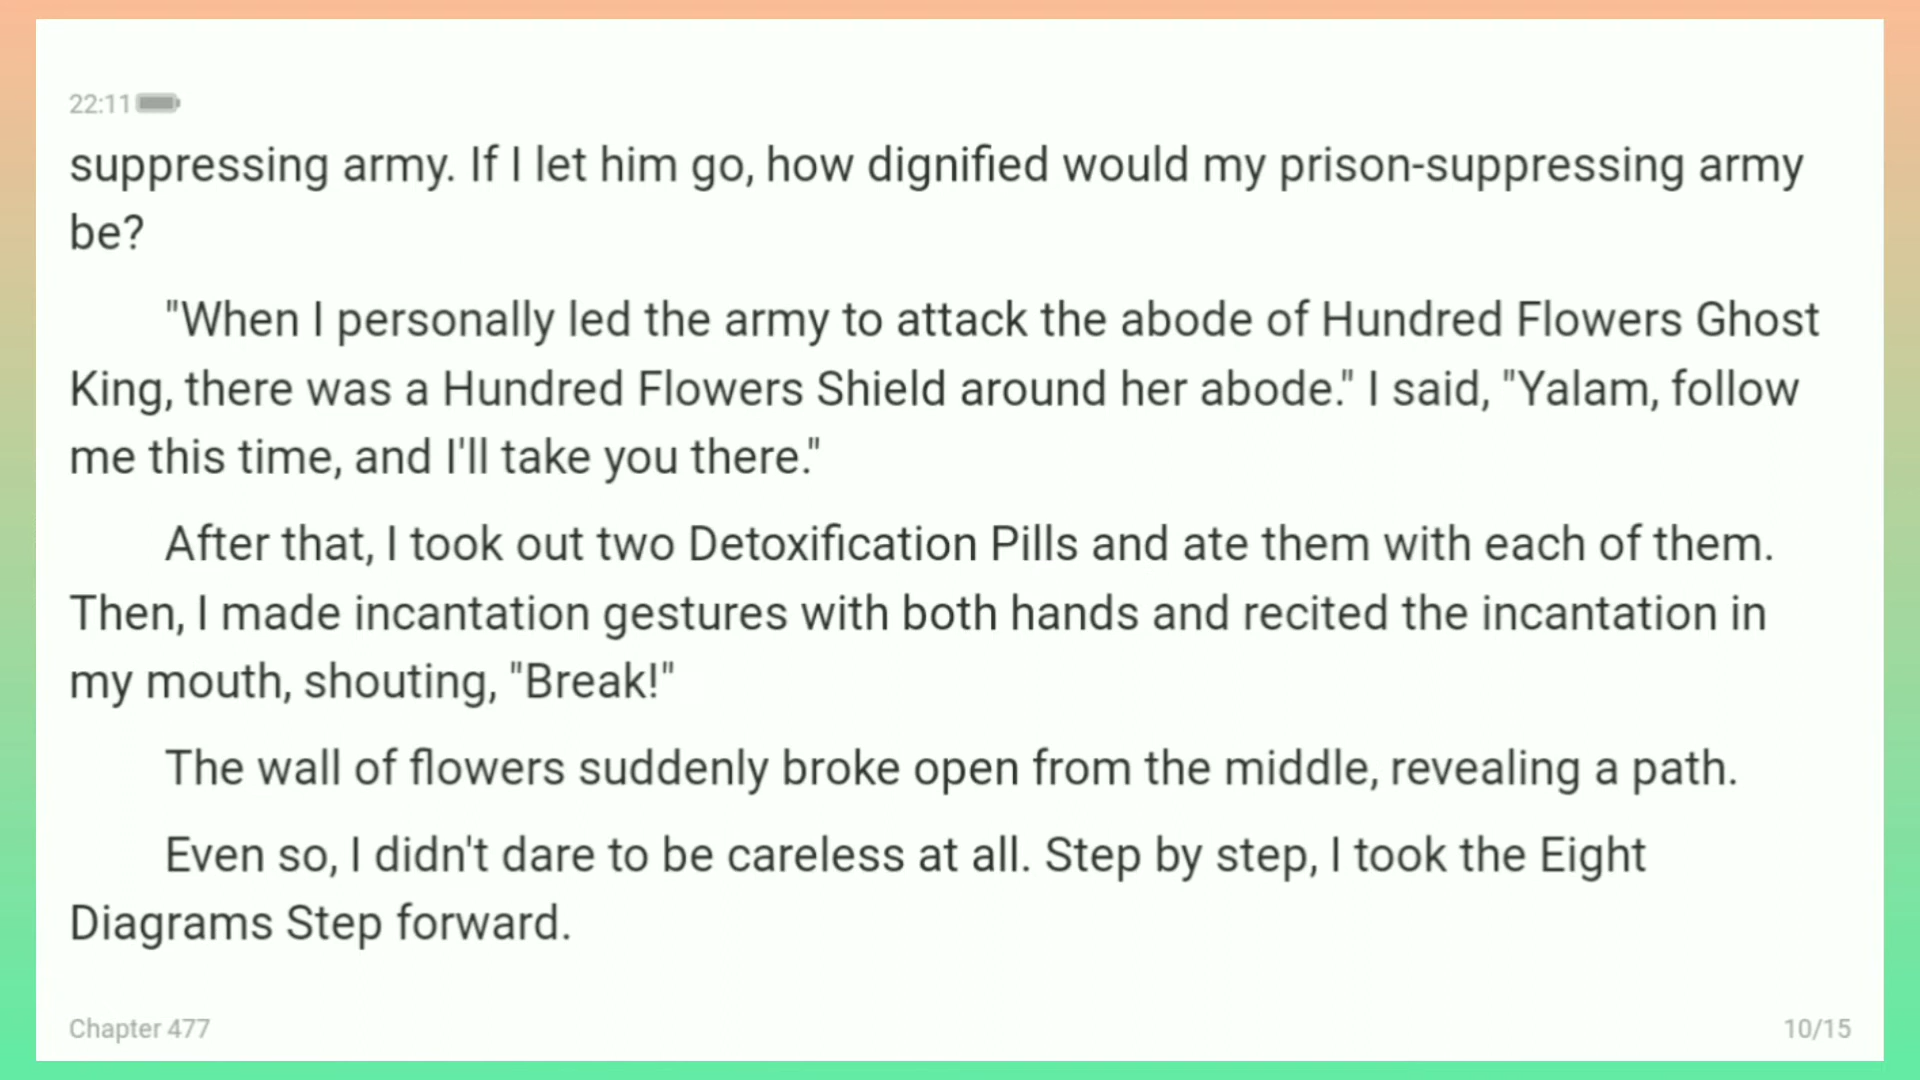 22:11
suppressing army. If I let him go, how dignified would my prison-suppressing army
be?
"When I personally led the army to attack the abode of Hundred Flowers Ghost
King, there was a Hundred Flowers Shield around her abode." I said, "Yalam, follow
me this time, and I'll take you there."
After that, I took out two Detoxification Pills and ate them with each of them.
Then, I made incantation gestures with both hands and recited the incantation in
my mouth, shouting, "Break!"
The wall of flowers suddenly broke open from the middle, revealing a path.
Even so, I didn't dare to be careless at all. Step by step, I took the Eight
Diagrams Step forward.
Chapter 477
10/15